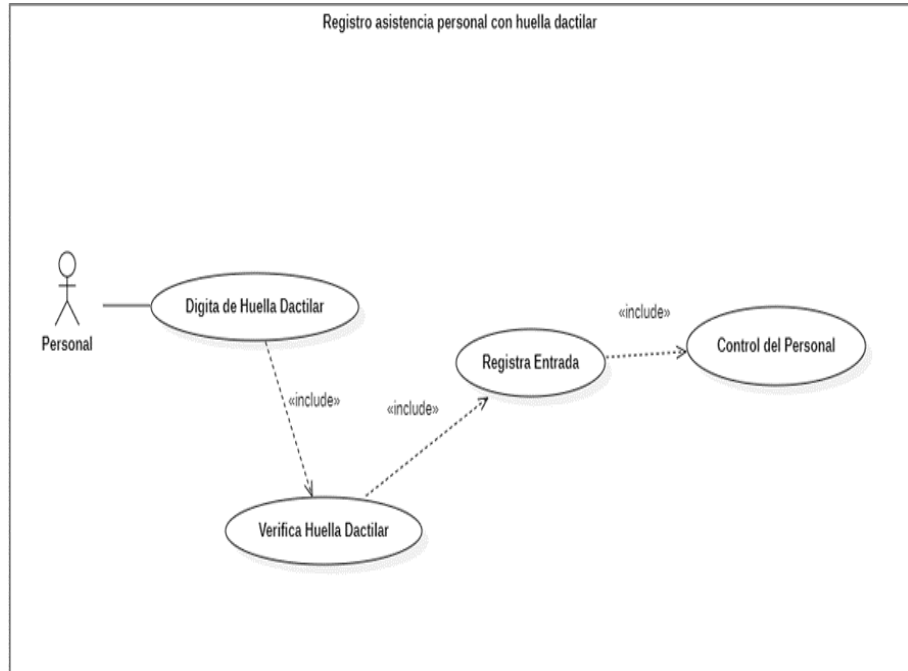 Registro asistencia personal con huella dactilar
Personal
Digita de Huella Dactilar
«include»
Verifica Huella Dactilar
«include»
Registra Entrada
«include»
Control del Personal